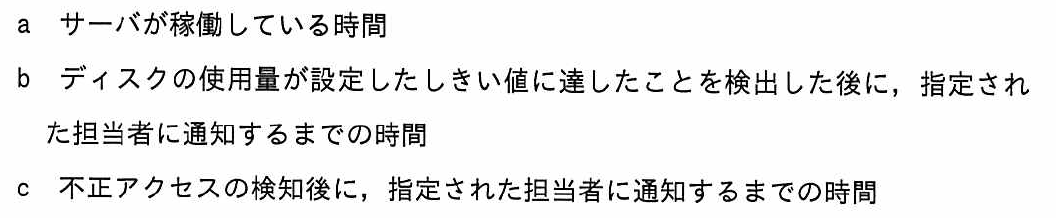 a　サーバが稼働している時間
b　ディスクの使用量が設定したしきい値に達したことを検出した後に，指定され
た担当者に通知するまでの時間
c　不正アクセスの検知後に，指定された担当者に通知するまでの時間